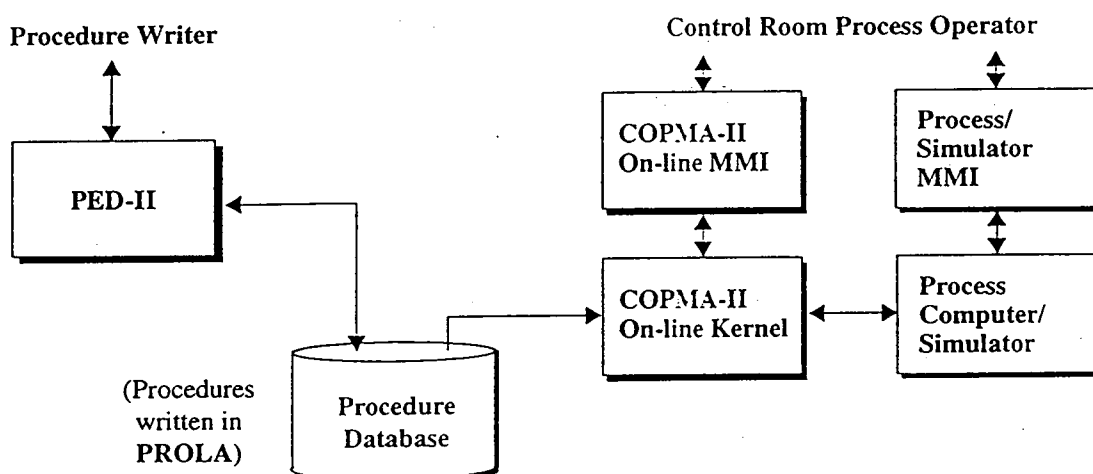 Procedure Writer
Control Room Process Operator
PED-II
COPMA-II
On-line MMI
Process/
Simulator
MMI
COPMA-II
On-line Kernel
Process
Computer/
Simulator
(Procedures
written in
PROLA)
Procedure
Database